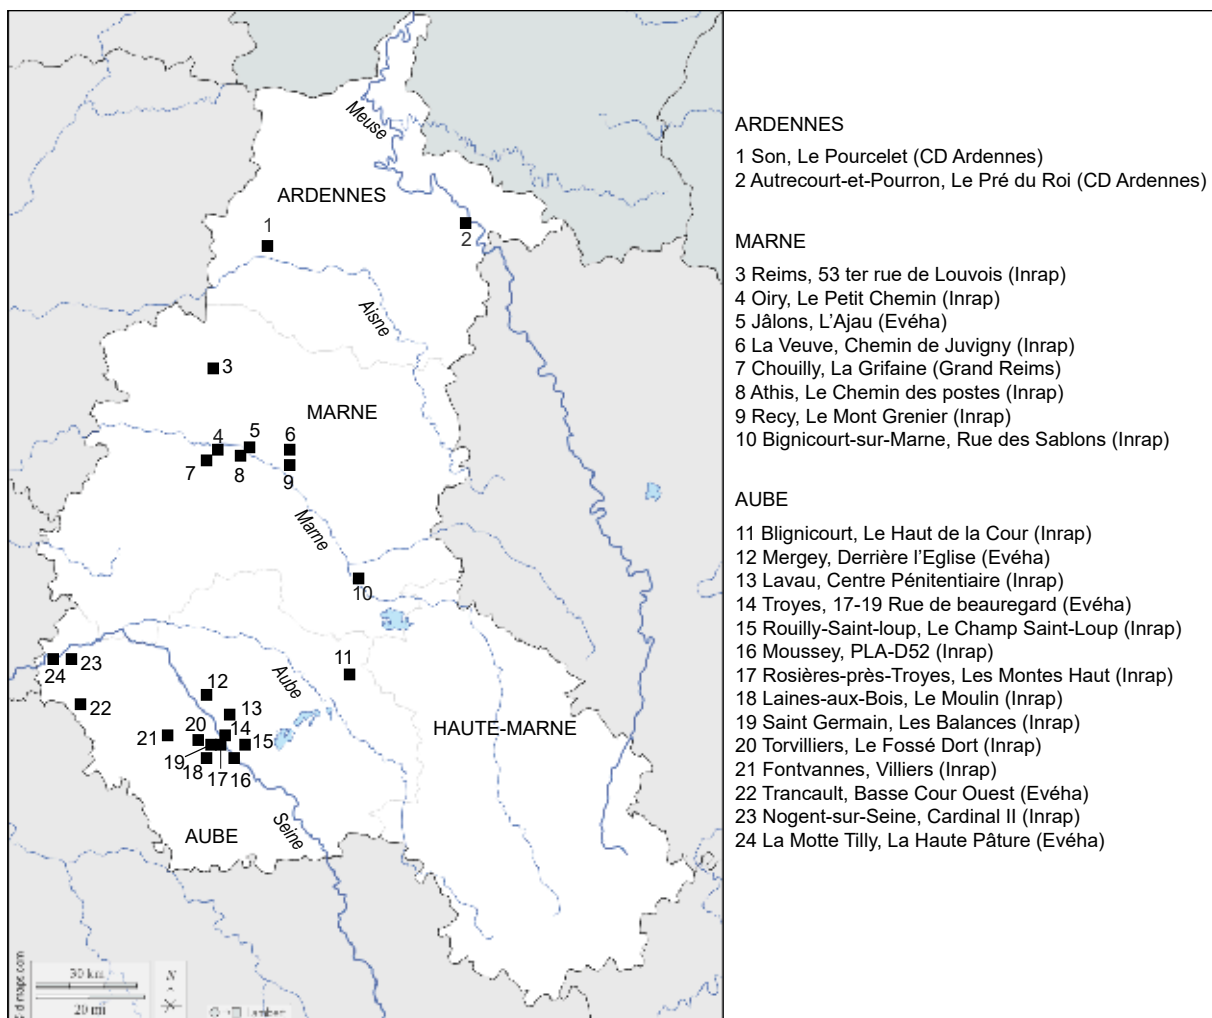 Meuse
ARDENNES
1
2
Aisne
3
MARNE
4
5
6
7
8
9
Marne
10
11
Aube
12
13
14
15
16
17
18
19
20
21
22
23
24
HAUTE-MARNE
AUBE
Seine
30 km
20 mi
N
d maps.com
ARDENNES
1 Son, Le Pourcelet (CD Ardennes)
2 Autrecourt-et-Pourron, Le Pré du Roi (CD Ardennes)
MARNE
3 Reims, 53 ter rue de Louvois (Inrap)
4 Oiry, Le Petit Chemin (Inrap)
5 Jâlons, L'Ajau (Evéha)
6 La Veuve, Chemin de Juvigny (Inrap)
7 Chouilly, La Grifaine (Grand Reims)
8 Athis, Le Chemin des postes (Inrap)
9 Recy, Le Mont Grenier (Inrap)
10 Bignicourt-sur-Marne, Rue des Sablons (Inrap)
AUBE
11 Blignicourt, Le Haut de la Cour (Inrap)
12 Mergey, Derrière l'Eglise (Evéha)
13 Lavau, Centre Pénitentiaire (Inrap)
14 Troyes, 17-19 Rue de beauregard (Evéha)
15 Rouilly-Saint-loup, Le Champ Saint-Loup (Inrap)
16 Moussey, PLA-D52 (Inrap)
17 Rosières-près-Troyes, Les Montes Haut (Inrap)
18 Laines-aux-Bois, Le Moulin (Inrap)
19 Saint Germain, Les Balances (Inrap)
20 Torvilliers, Le Fossé Dort (Inrap)
21 Fontvannes, Villiers (Inrap)
22 Trancault, Basse Cour Ouest (Evéha)
23 Nogent-sur-Seine, Cardinal II (Inrap)
24 La Motte Tilly, La Haute Pâture (Evéha)